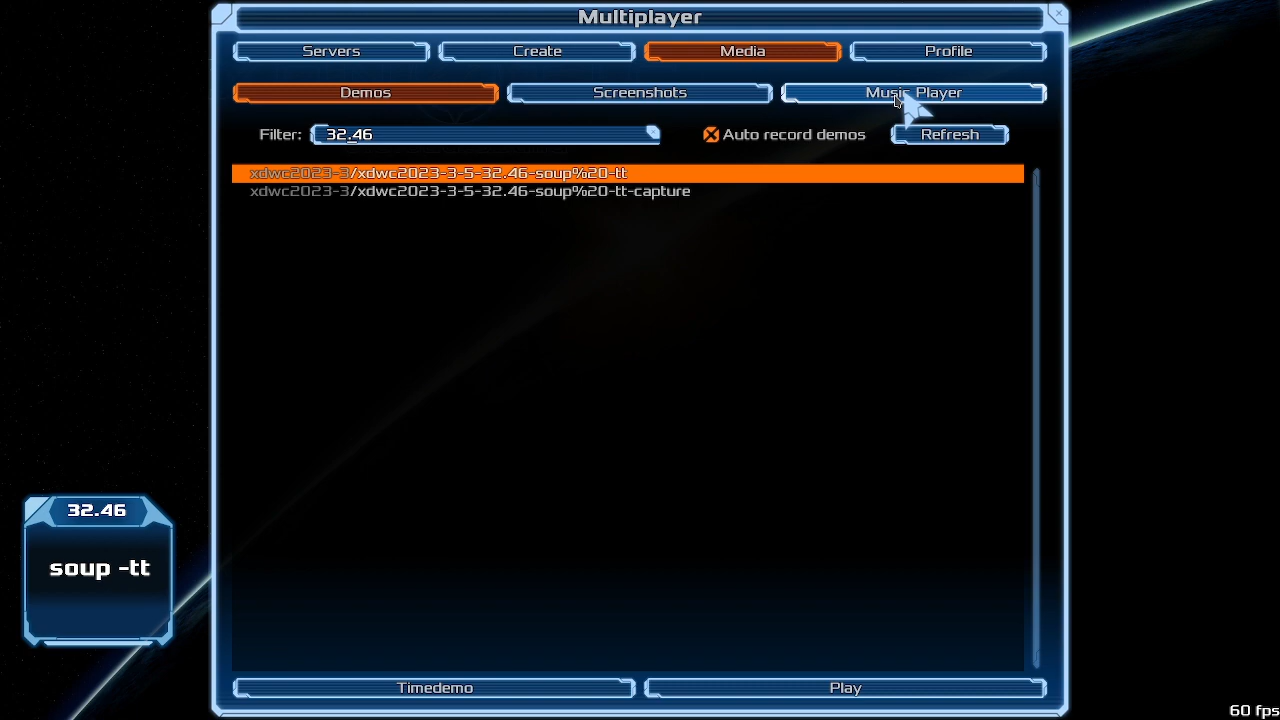 Multiplayer
Servers Create Media Profile
Demos Screenshots Music Player
Filter: 32.46 Auto record demos Refresh
xdwc2023-3/xdwc2023-3-5-32.46-soup%20-tt
xdwc2023-3/xdwc2023-3-5-32.46-soup%20-tt-capture
32.46
soup -tt
Timedemo Play
60 fps